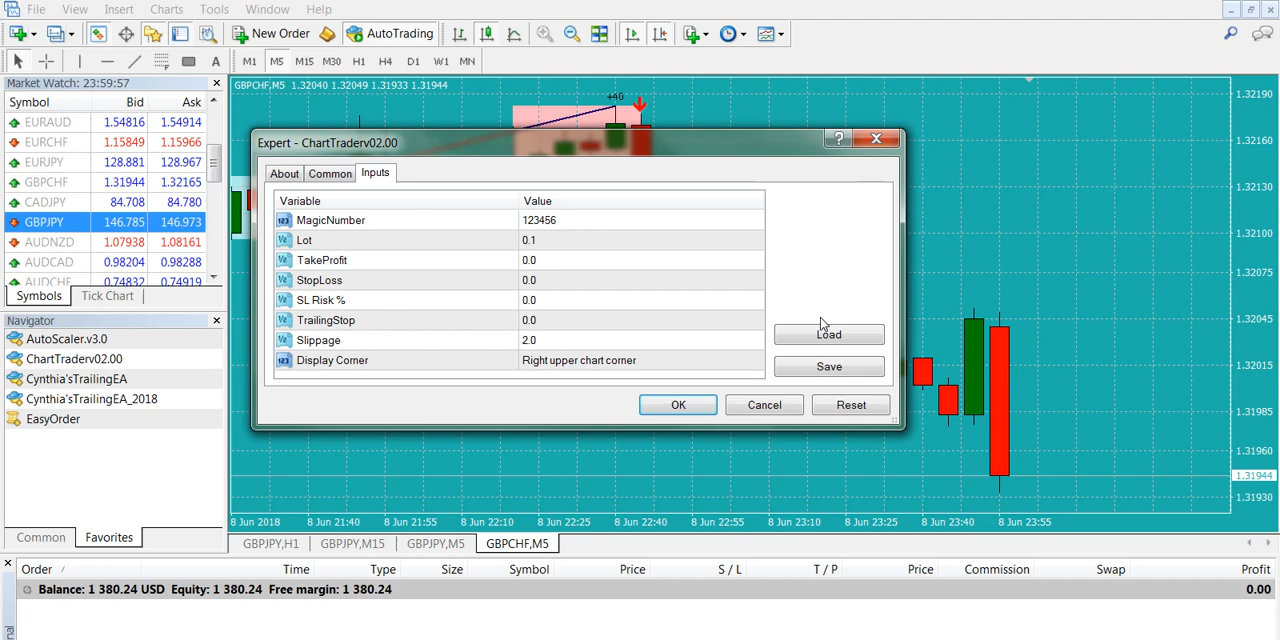 File View Insert Charts Tools Window Help
New Order AutoTrading
A M1 M5 M15 M30 H1 H4 D1 W1 MN
Market Watch: 23:59:57
Symbol Bid Ask
EURAUD 1.54816 1.54914
EURCHF 1.15849 1.15966
EURJPY 128.881 128.967
GBPCHF 1.31944 1.32165
CADJPY 84.708 84.780
GBPJPY 146.785 146.973
AUDNZD 1.07938 1.08161
AUDCAD 0.98204 0.98288
AUDCHF 0.74832 0.74919
Symbols Tick Chart
Navigator
AutoScaler.v3.0
ChartTraderv02.00
Cynthia'sTrailingEA
Cynthia'sTrailingEA_2018
EasyOrder
Common Favorites
GBPCHF,M5 1.32040 1.32049 1.31933 1.31944
+40
Expert - ChartTraderv02.00
?
About Common Inputs
Variable Value
MagicNumber 123456
Lot 0.1
TakeProfit 0.0
StopLoss 0.0
SL Risk % 0.0
TrailingStop 0.0
Slippage 2.0
Display Corner Right upper chart corner
Load
Save
OK Cancel Reset
1.32190
1.32160
1.32130
1.32100
1.32075
1.32045
1.32015
1.31985
1.31960
1.31944
1.31930
8 Jun 2018 8 Jun 21:40 8 Jun 21:55 8 Jun 22:10 8 Jun 22:25 8 Jun 22:40 8 Jun 22:55 8 Jun 23:10 8 Jun 23:25 8 Jun 23:40 8 Jun 23:55
GBPJPY,H1 GBPJPY,M15 GBPJPY,M5 GBPCHF,M5
Order / Time Type Size Symbol Price S / L T / P Price Commission Swap Profit
Balance: 1 380.24 USD Equity: 1 380.24 Free margin: 1 380.24 0.00